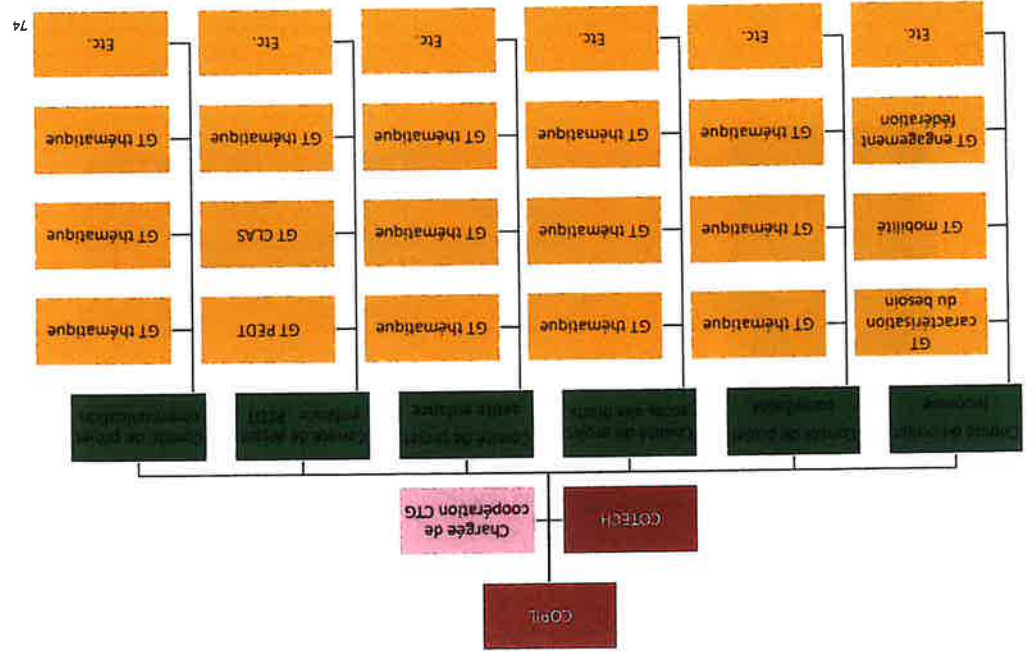 COPIL
COTECH
Chargée de
coopération CTG
Comité de projet
jeunesse
Comité de projet
parentalité
Comité de projet
accès aux droits
Comité de projet
petite enfance
Comité de projet
enfance PEDT
Comité de projet
communication
GT
caractérisation
du besoin
GT thématique
GT thématique
GT thématique
GT PEDT
GT thématique
GT mobilité
GT thématique
GT thématique
GT thématique
GT CLAS
GT thématique
GT engagement
fédération
GT thématique
GT thématique
GT thématique
GT thématique
GT thématique
Etc.
Etc.
Etc.
Etc.
Etc.
Etc.
74